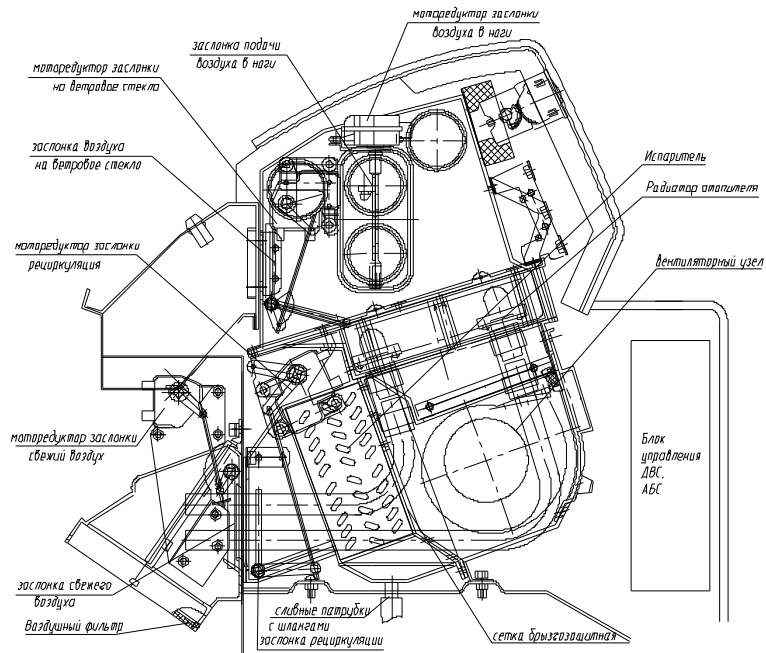 моторедуктор заслонки
воздуха в ноги
заслонка подачи
воздуха в наги
моторедуктор заслонки
на ветровое стекла
заслонка воздуха
на ветровое стекло
Испаритель
Радиатор отопителя
моторедуктор заслонки
рециркуляция
вентиляторный узел
моторедуктор заслонки
свежий воздух
Блок
управления
ДВС,
АБС
заслонка свежего
воздуха
Воздушный фильтр
сливные патрубки
с шлангами
заслонка рециркуляции
сетка брызгозащитная